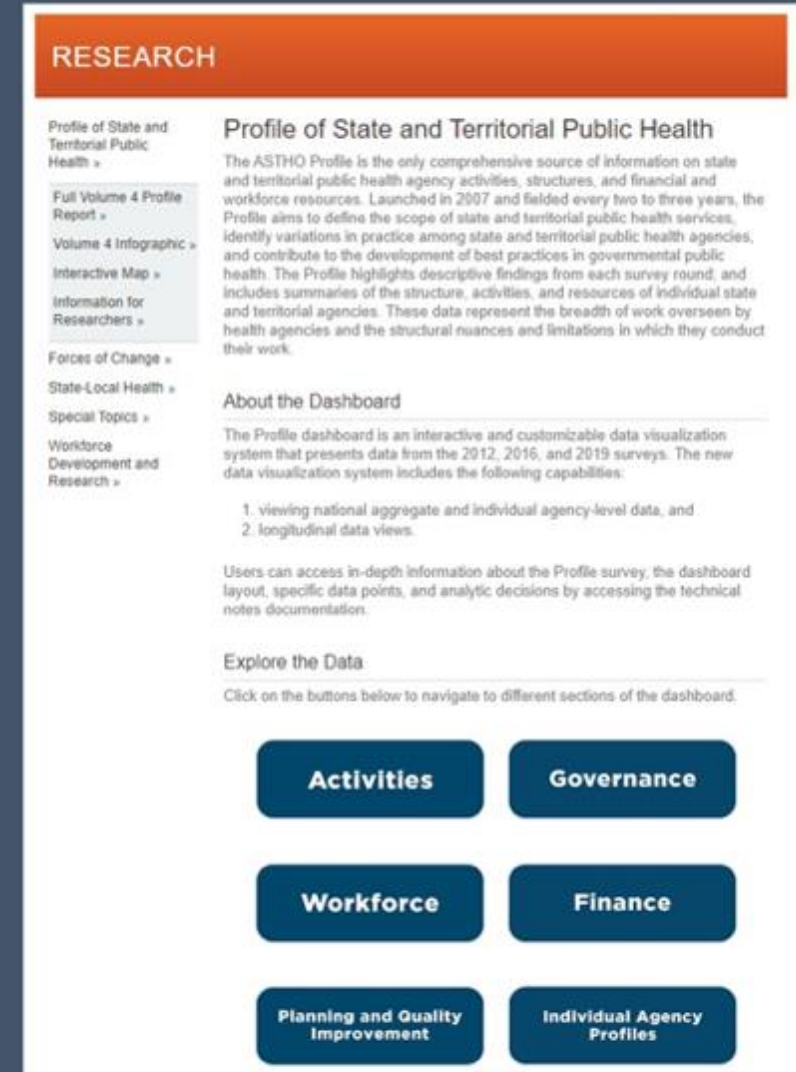 RESEARCH
Profile of State and
Territorial Public
Health »
Full Volume 4 Profile
Report »
Volume 4 Infographic »
Interactive Map »
Information for
Researchers »
Forces of Change »
State-Local Health »
Special Topics »
Workforce
Development and
Research »
Profile of State and Territorial Public Health
The ASTHO Profile is the only comprehensive source of information on state
and territorial public health agency activities, structures, and financial and
workforce resources. Launched in 2007 and fielded every two to three years, the
Profile aims to define the scope of state and territorial public health services,
identify variations in practice among state and territorial public health agencies,
and contribute to the development of best practices in governmental public
health. The Profile highlights descriptive findings from each survey round, and
includes summaries of the structure, activities, and resources of individual state
and territorial agencies. These data represent the breadth of work overseen by
health agencies and the structural nuances and limitations in which they conduct
their work.
About the Dashboard
The Profile dashboard is an interactive and customizable data visualization
system that presents data from the 2012, 2016, and 2019 surveys. The new
data visualization system includes the following capabilities:
1. viewing national aggregate and individual agency-level data, and
2. longitudinal data views.
Users can access in-depth information about the Profile survey, the dashboard
layout, specific data points, and analytic decisions by accessing the technical
notes documentation.
Explore the Data
Click on the buttons below to navigate to different sections of the dashboard.
Activities
Governance
Workforce
Finance
Planning and Quality
Improvement
Individual Agency
Profiles